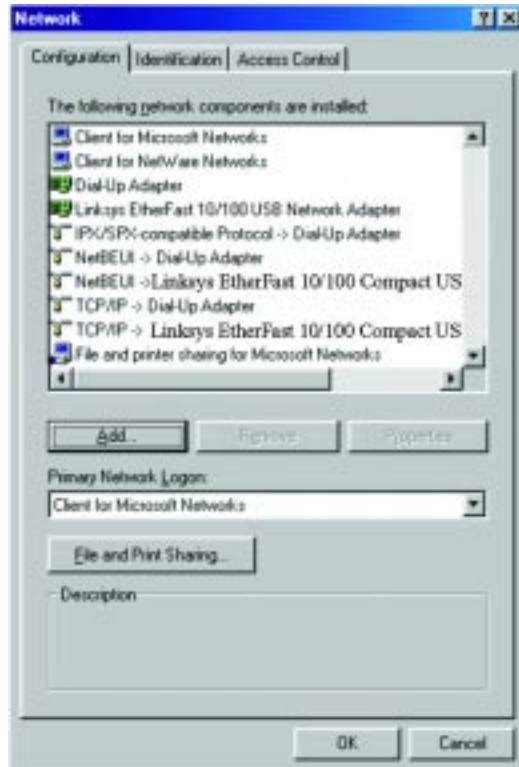 Network
Configuration Identification Access Control
The following network components are installed:
Client for Microsoft Networks
Client for NetWare Networks
Dial-Up Adapter
Linksys EtherFast 10/100 USB Network Adapter
IPX/SPX-compatible Protocol -> Dial-Up Adapter
NetBEUI -> Dial-Up Adapter
NetBEUI ->Linksys EtherFast 10/100 Compact US
TCP/IP -> Dial-Up Adapter
TCP/IP -> Linksys EtherFast 10/100 Compact US
File and printer sharing for Microsoft Networks
Add... Remove Properties
Primary Network Logon:
Client for Microsoft Networks
File and Print Sharing...
Description
OK Cancel